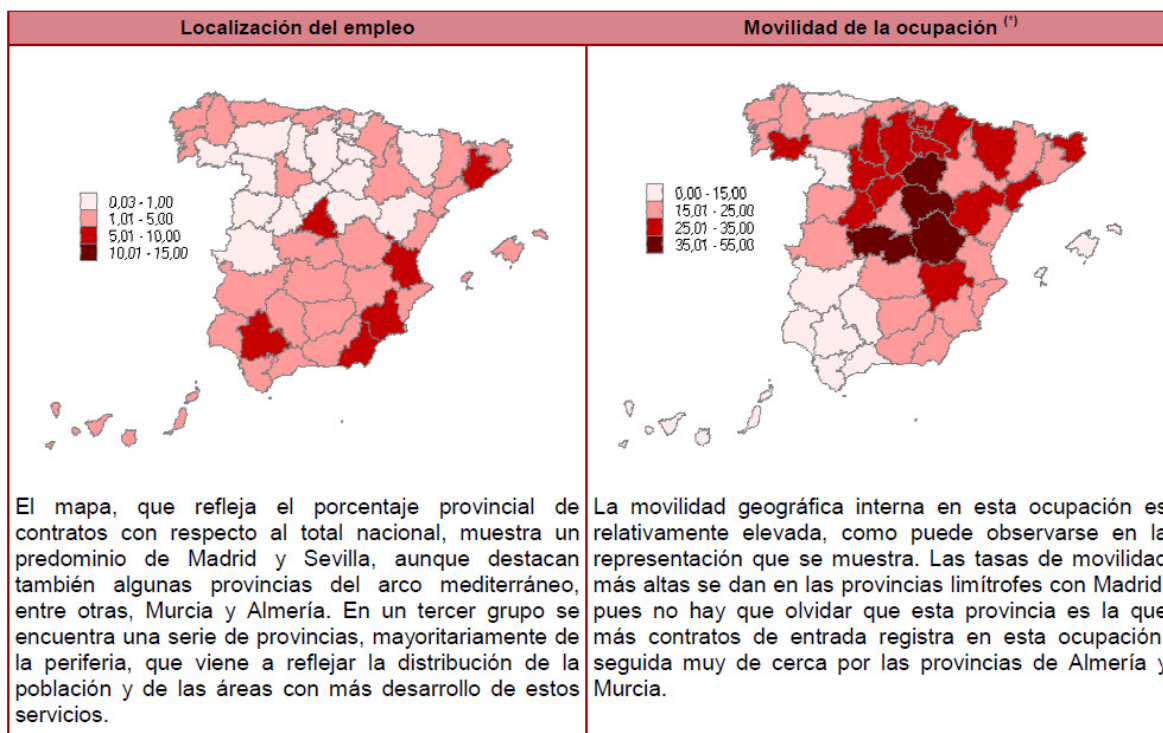 Localización del empleo
Movilidad de la ocupación (*)
0,03 - 1,00
1,01 - 5,00
5,01 - 10,00
10,01 - 15,00
0,00 - 15,00
15,01 - 25,00
25,01 - 35,00
35,01 - 55,00
El mapa, que refleja el porcentaje provincial de
contratos con respecto al total nacional, muestra un
predominio de Madrid y Sevilla, aunque destacan
también algunas provincias del arco mediterráneo,
entre otras, Murcia y Almería. En un tercer grupo se
encuentra una serie de provincias, mayoritariamente de
la periferia, que viene a reflejar la distribución de la
población y de las áreas con más desarrollo de estos
servicios.
La movilidad geográfica interna en esta ocupación es
relativamente elevada, como puede observarse en la
representación que se muestra. Las tasas de movilidad
más altas se dan en las provincias limítrofes con Madrid
pues no hay que olvidar que esta provincia es la que
más contratos de entrada registra en esta ocupación
seguida muy de cerca por las provincias de Almería y
Murcia.